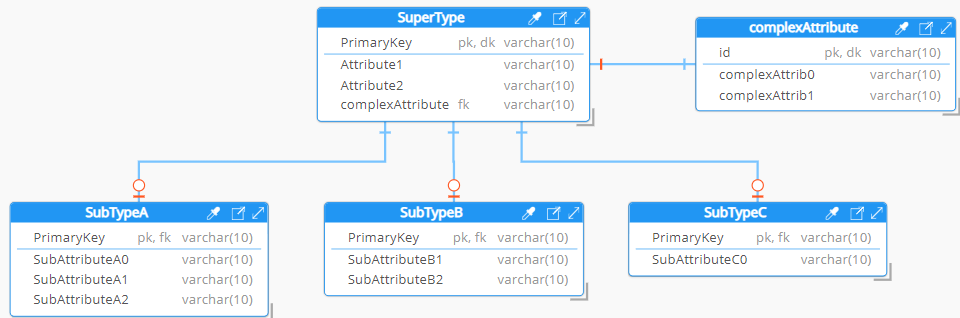 SuperType
PrimaryKey pk, dk varchar(10)
Attribute1 varchar(10)
Attribute2 varchar(10)
complexAttribute fk varchar(10)
complexAttribute
id pk, dk varchar(10)
complexAttrib0 varchar(10)
complexAttrib1 varchar(10)
SubTypeA
PrimaryKey pk, fk varchar(10)
SubAttributeA0 varchar(10)
SubAttributeA1 varchar(10)
SubAttributeA2 varchar(10)
SubTypeB
PrimaryKey pk, fk varchar(10)
SubAttributeB1 varchar(10)
SubAttributeB2 varchar(10)
SubTypeC
PrimaryKey pk, fk varchar(10)
SubAttributeC0 varchar(10)